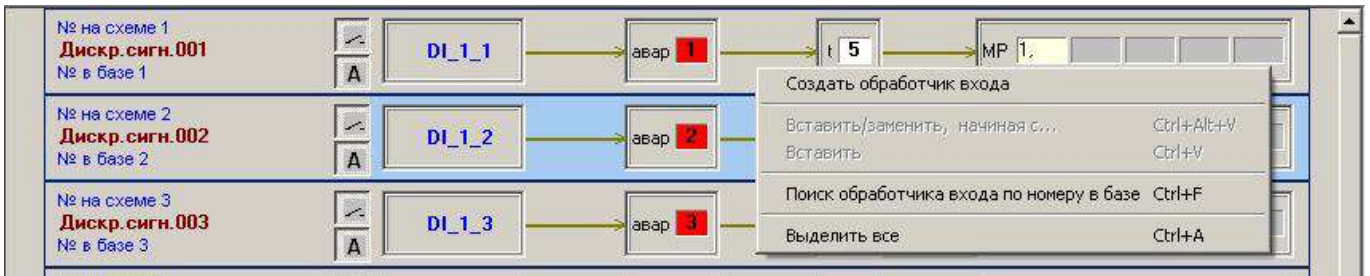 № на схеме 1
Дискр.сигн.001
№ в базе 1
A
DI_1_1
авар 1
t 5
МР 1,
№ на схеме 2
Дискр.сигн.002
№ в базе 2
A
DI_1_2
авар 2
№ на схеме 3
Дискр.сигн.003
№ в базе 3
A
DI_1_3
авар 3
Создать обработчик входа
Вставить/заменить, начиная с... Ctrl+Alt+V
Вставить Ctrl+V
Поиск обработчика входа по номеру в базе Ctrl+F
Выделить все Ctrl+A